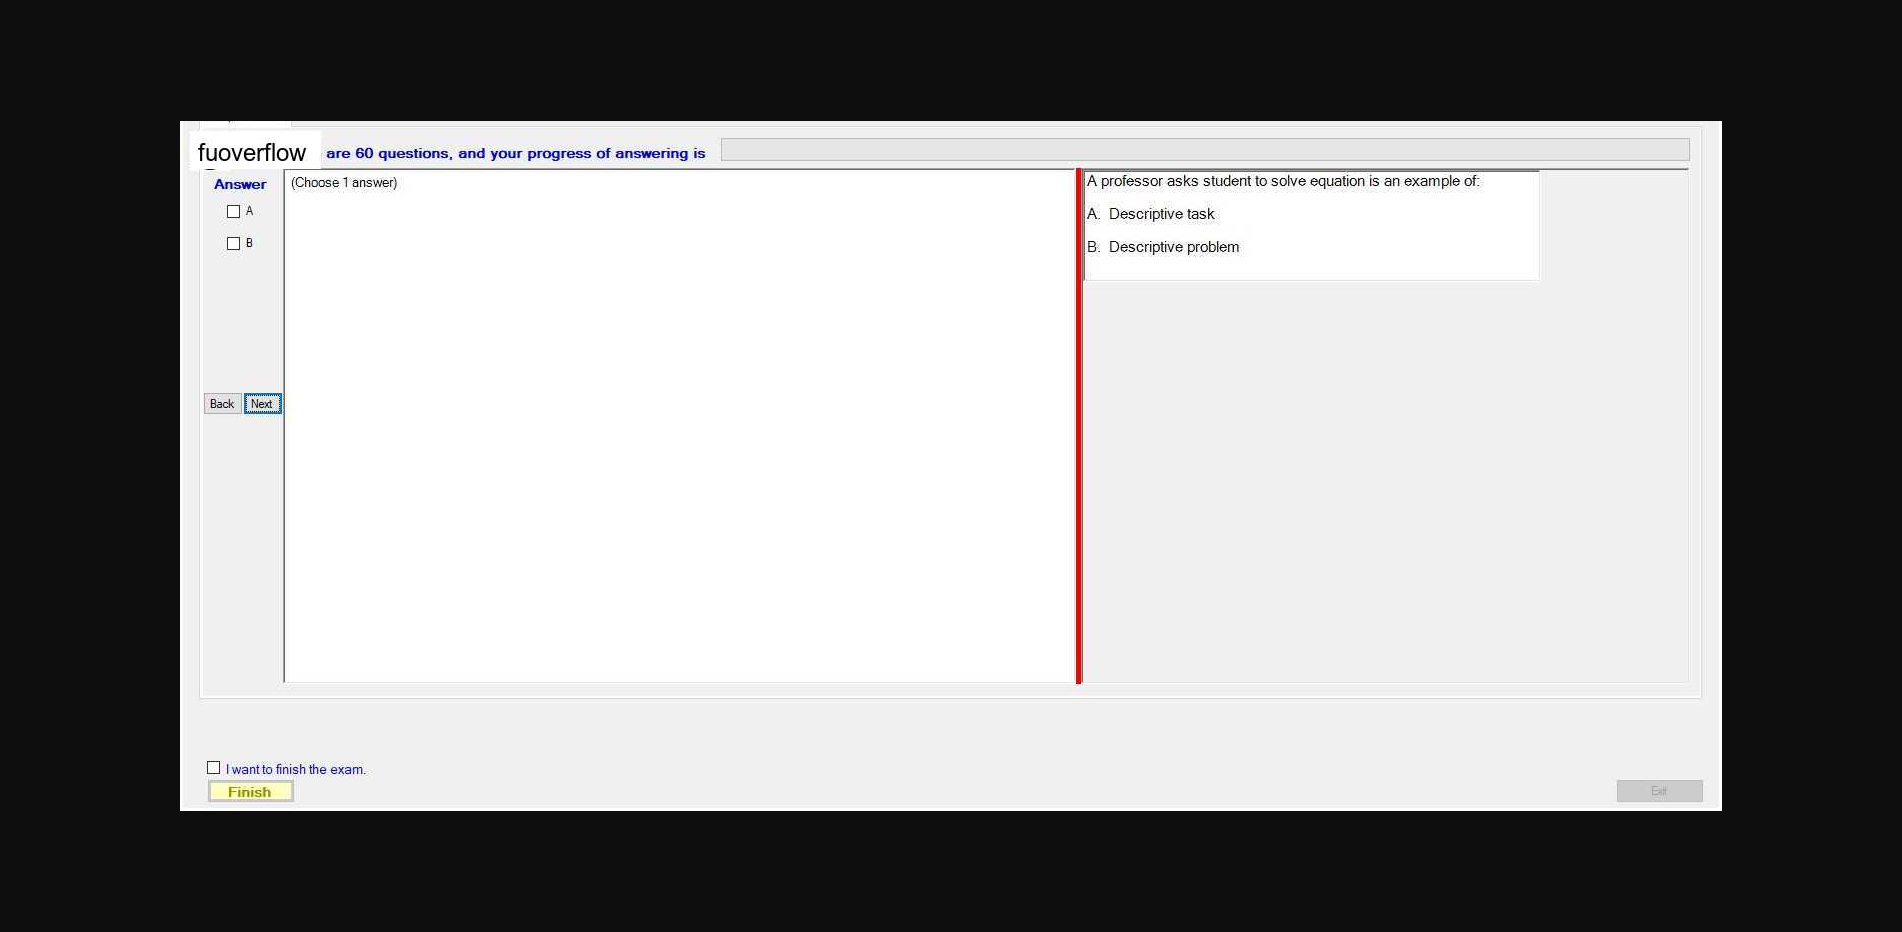 fuoverflow are 60 questions, and your progress of answering is
Answer
(Choose 1 answer)
A
B
Back Next
A professor asks student to solve equation is an example of:
A. Descriptive task
B. Descriptive problem
I want to finish the exam.
Finish
Exit